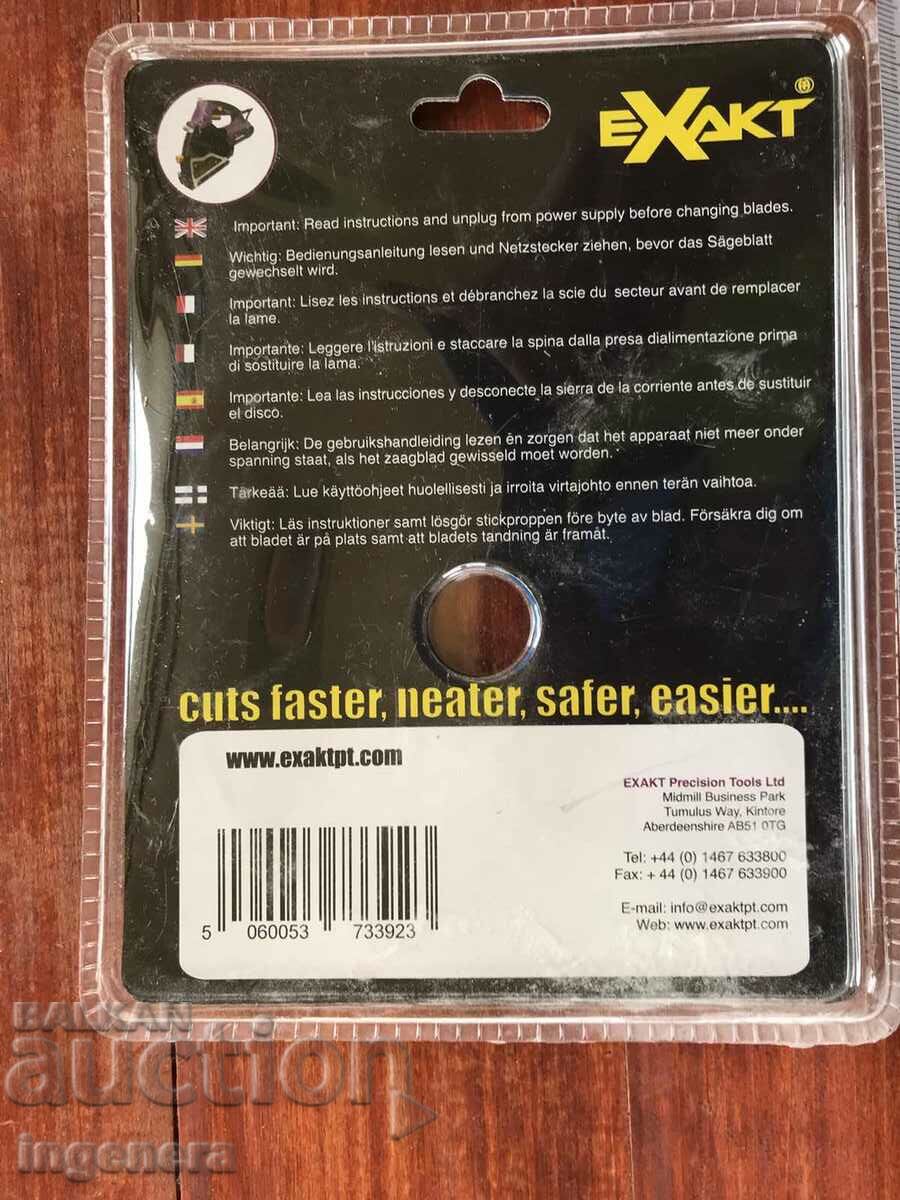 EXAKT
Important: Read instructions and unplug from power supply before changing blades.
Wichtig: Bedienungsanleitung lesen und Netzstecker ziehen, bevor das Sägeblatt
gewechselt wird.
Important: Lisez les instructions et débranchez la scie du secteur avant de remplacer
la lame.
Importante: Leggere l'istruzioni e staccare la spina dalla presa dialimentazione prima
di sostituire la lama.
Importante: Lea las instrucciones y desconecte la sierra de la corriente antes de sustituir
el disco.
Belangrijk: De gebruikshandleiding lezen én zorgen dat het apparaat niet meer onder
spanning staat, als het zaagblad gewisseld moet worden.
Tärkeää: Lue käyttöohjeet huolellisesti ja irroita virtajohto ennen terän vaihtoa.
Viktigt: Läs instruktioner samt lösgör stickproppen före byte av blad. Försäkra dig om
att bladet är på plats samt att bladets tandning är framåt.
cuts faster, neater, safer, easier....
www.exaktpt.com
EXAKT Precision Tools Ltd
Midmill Business Park
Tumulus Way, Kintore
Aberdeenshire AB51 0TG
Tel: +44 (0) 1467 633800
Fax: + 44 (0) 1467 633900
E-mail: info@exaktpt.com
Web: www.exaktpt.com
5 060053 733923
BALKAN
auction
ingenera